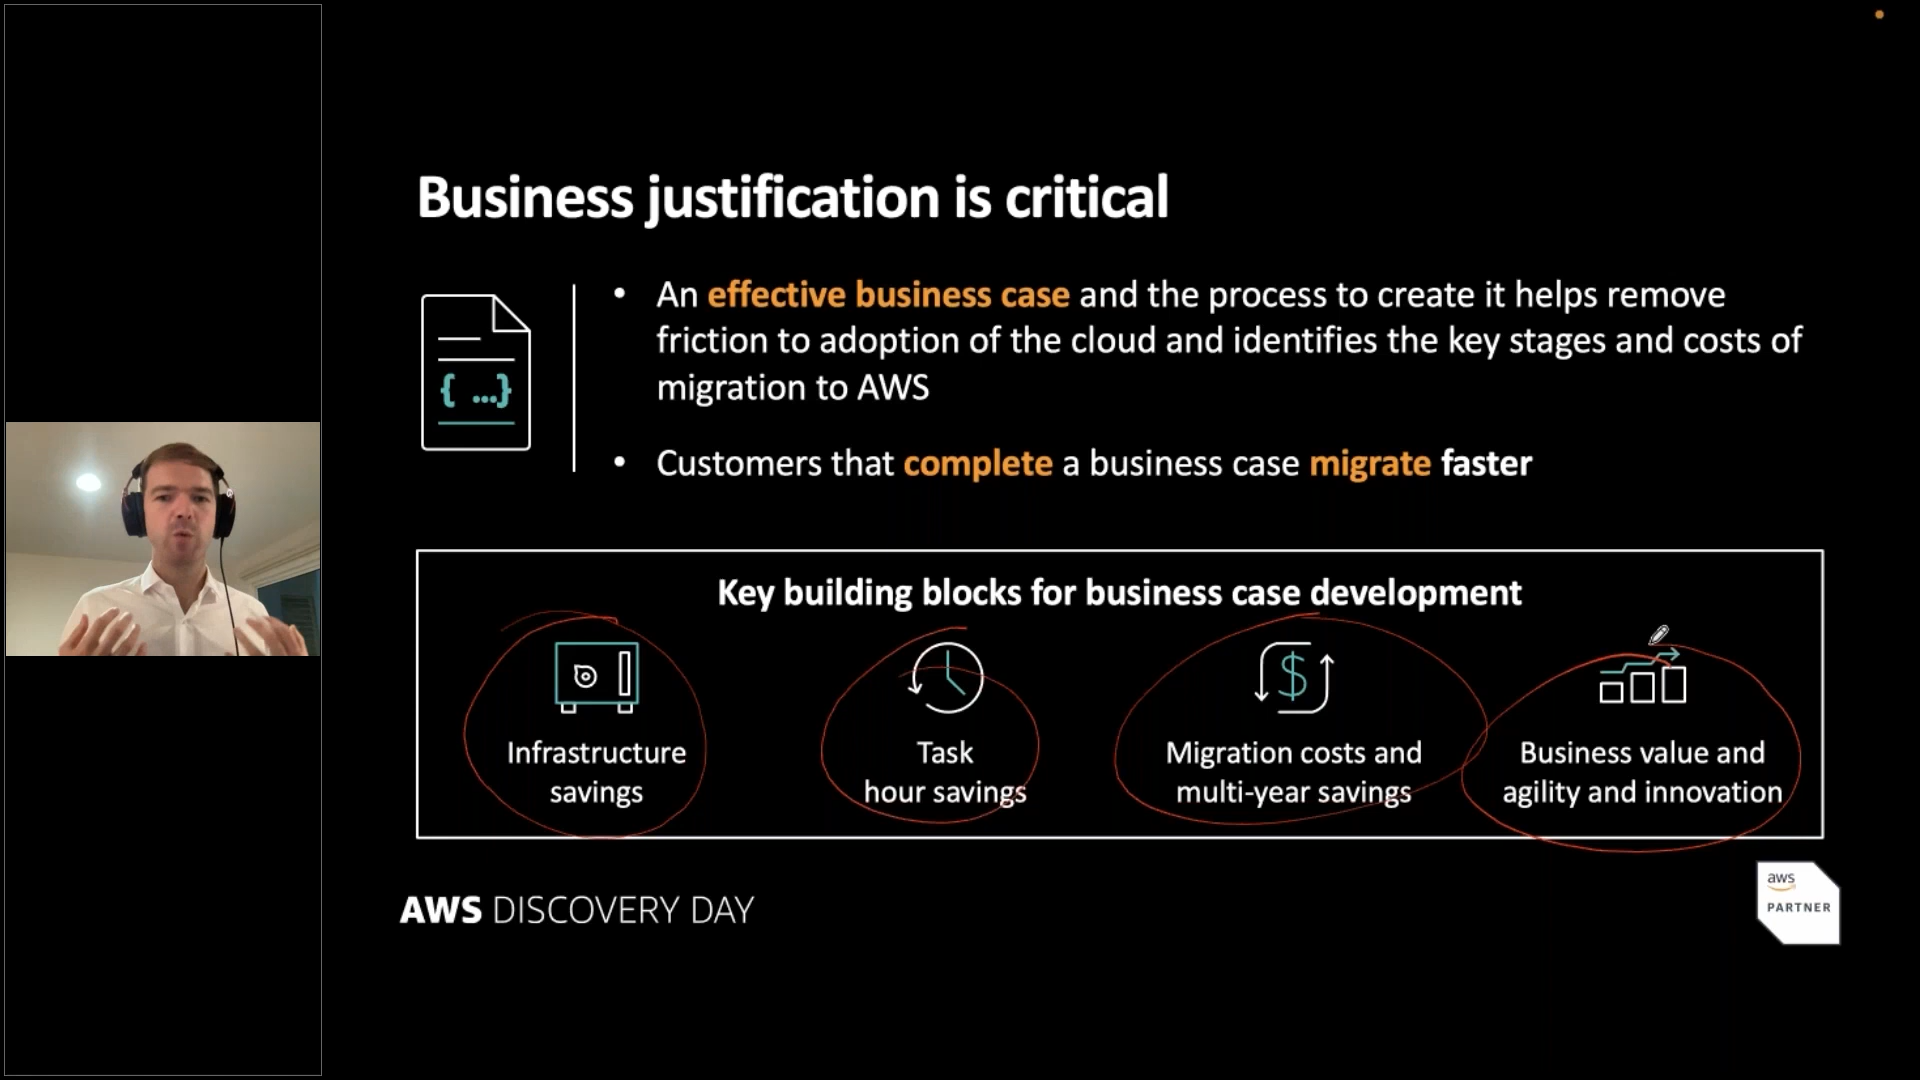 Business justification is critical
• An effective business case and the process to create it helps remove
friction to adoption of the cloud and identifies the key stages and costs of
migration to AWS
• Customers that complete a business case migrate faster
{ ...}
Key building blocks for business case development
Infrastructure
savings
Task
hour savings
Migration costs and
multi-year savings
Business value and
agility and innovation
AWS DISCOVERY DAY
aws
PARTNER